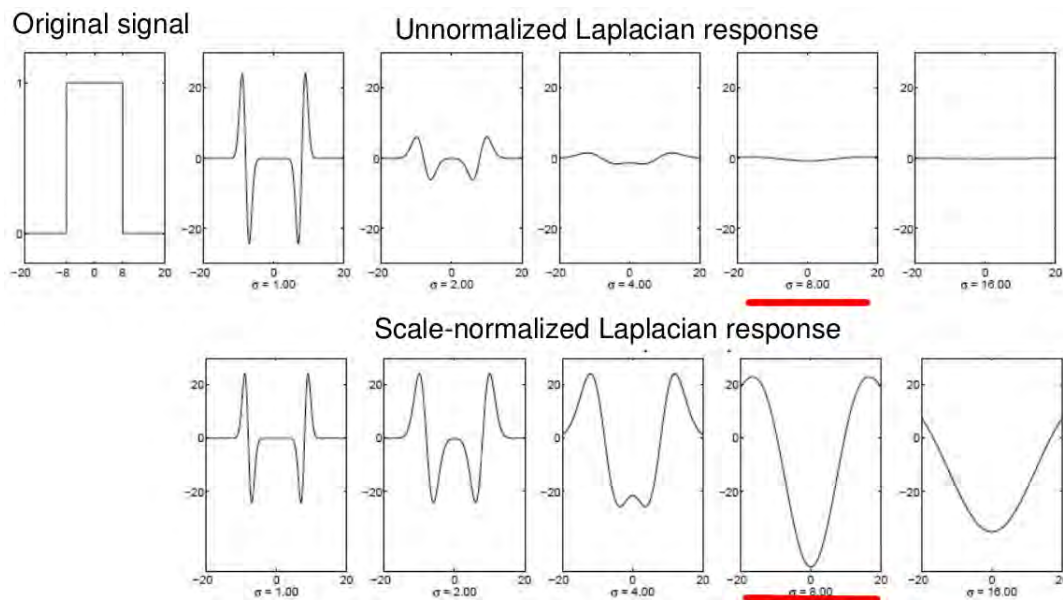 Original signal
Unnormalized Laplacian response
1
0
−20 −8 0 8 20
20
0
−20
−20 0 20
σ = 1.00
20
0
−20
−20 0 20
σ = 2.00
20
0
−20
−20 0 20
σ = 4.00
20
0
−20
−20 0 20
σ = 8.00
20
0
−20
−20 0 20
σ = 16.00
Scale-normalized Laplacian response
20
0
−20
−20 0 20
σ = 1.00
20
0
−20
−20 0 20
σ = 2.00
20
0
−20
−20 0 20
σ = 4.00
20
0
−20
−20 0 20
σ = 8.00
20
0
−20
−20 0 20
σ = 16.00